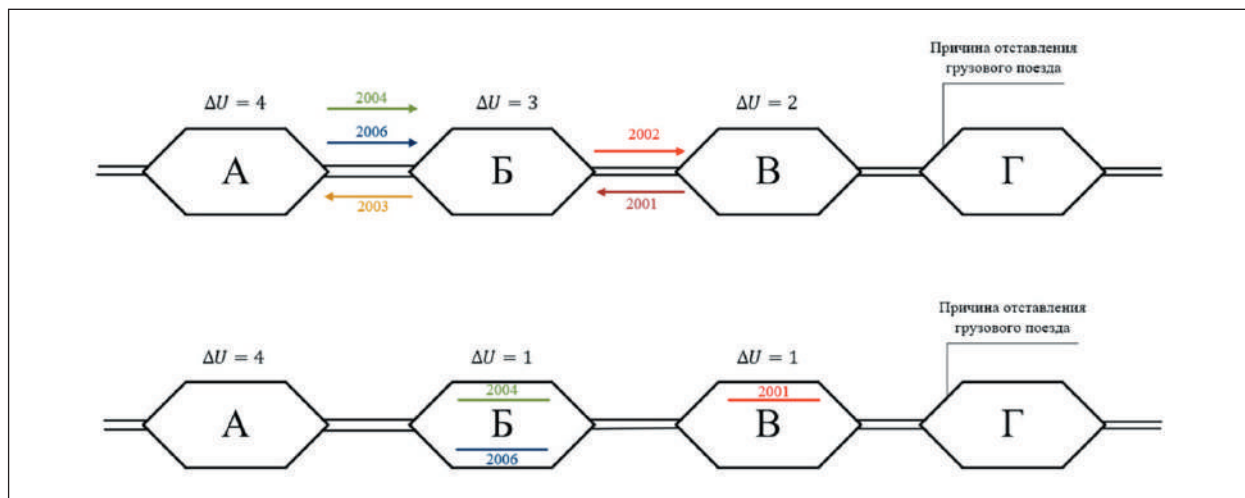 Причина отставления
грузового поезда
ΔU = 4
2004
ΔU = 3
ΔU = 2
2006
2002
А
Б
В
Г
2003
2001
Причина отставления
грузового поезда
ΔU = 4
ΔU = 1
ΔU = 1
2004
2001
А
Б
В
Г
2006